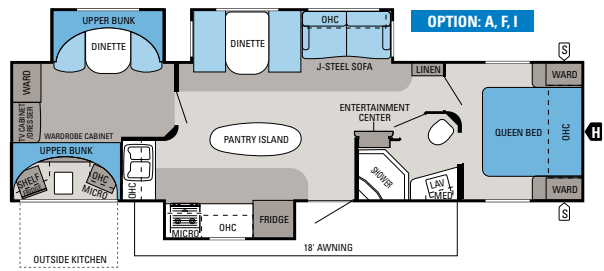 UPPER BUNK
DINETTE
DINETTE
OHC
J-STEEL SOFA
OPTION: A, F, I
S
WARD
LINEN
WARD
TV CABINET
/DRESSER
WARDROBE CABINET
ENTERTAINMENT
CENTER
PANTRY ISLAND
QUEEN BED
OHC
H
UPPER BUNK
SHELF
OHC
MICRO
OHC
SHOWER
LAV
MED
WARD
S
MICRO
OHC
FRIDGE
18' AWNING
OUTSIDE KITCHEN